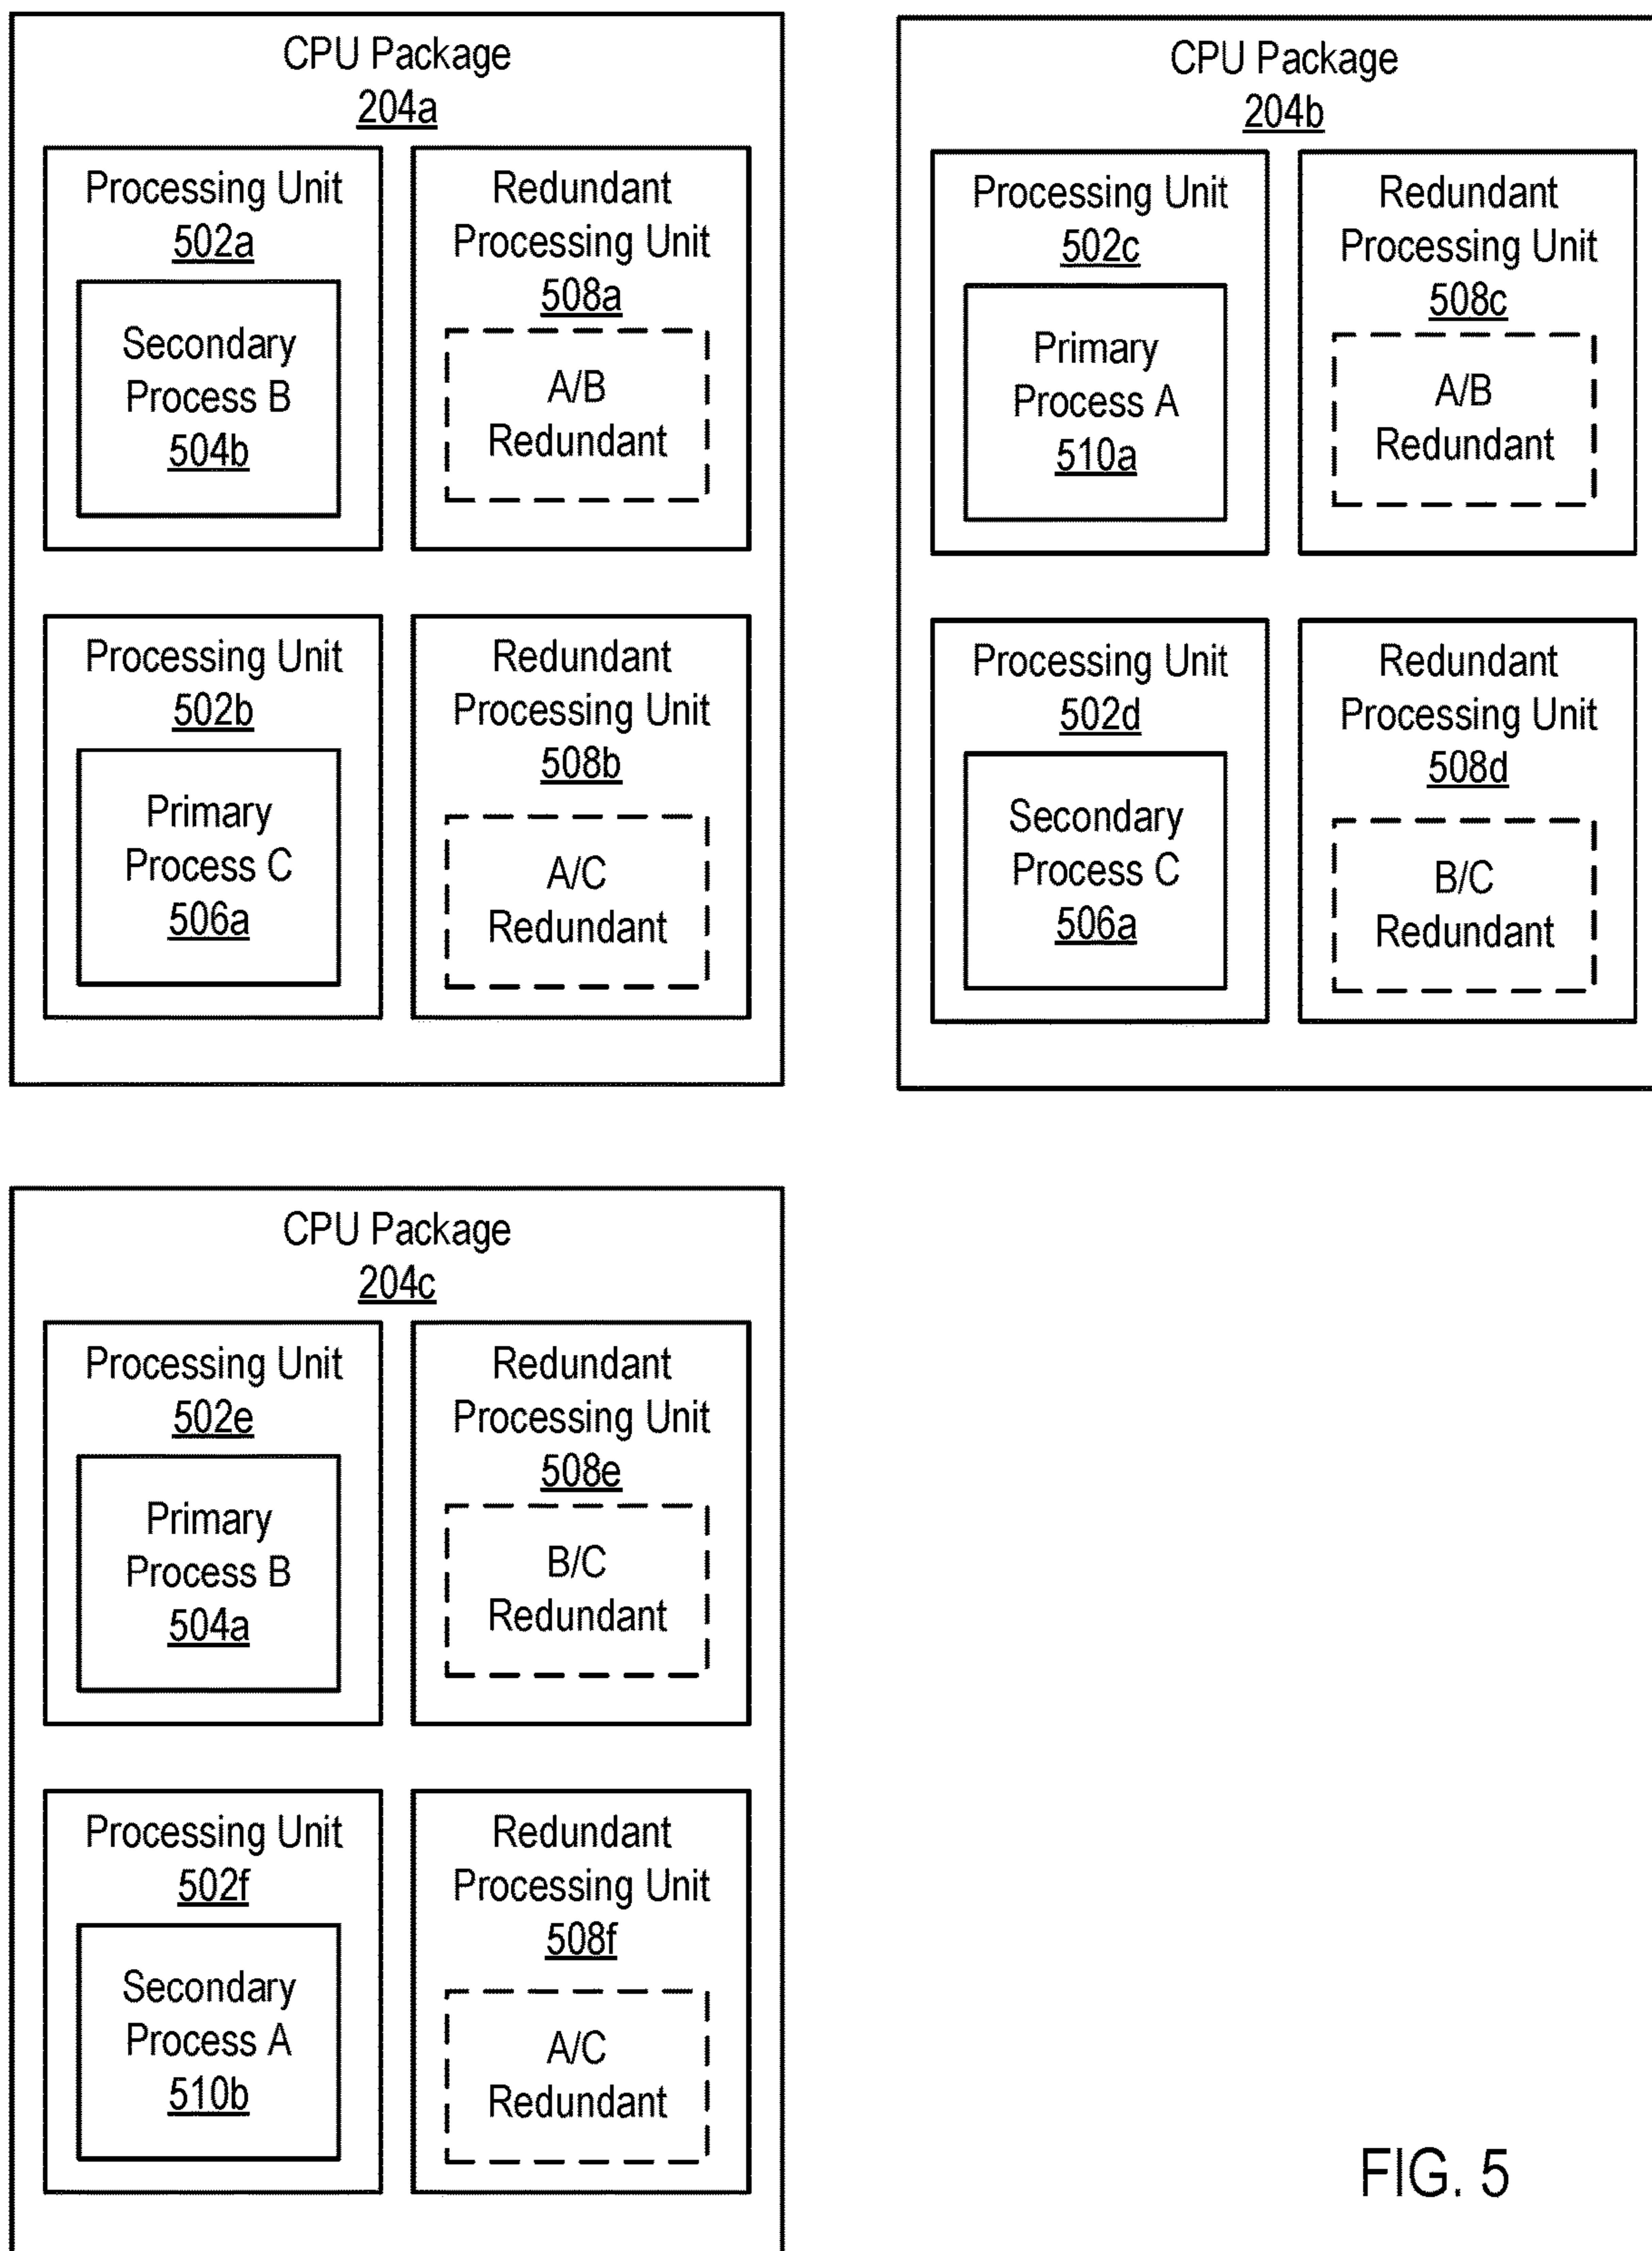 CPU Package
204a
Processing Unit
502a
Secondary
Process B
504b
Redundant
Processing Unit
508a
A/B
Redundant
Processing Unit
502b
Primary
Process C
506a
Redundant
Processing Unit
508b
A/C
Redundant
CPU Package
204b
Processing Unit
502c
Primary
Process A
510a
Redundant
Processing Unit
508c
A/B
Redundant
Processing Unit
502d
Secondary
Process C
506a
Redundant
Processing Unit
508d
B/C
Redundant
CPU Package
204c
Processing Unit
502e
Primary
Process B
504a
Redundant
Processing Unit
508e
B/C
Redundant
Processing Unit
502f
Secondary
Process A
510b
Redundant
Processing Unit
508f
A/C
Redundant
FIG. 5